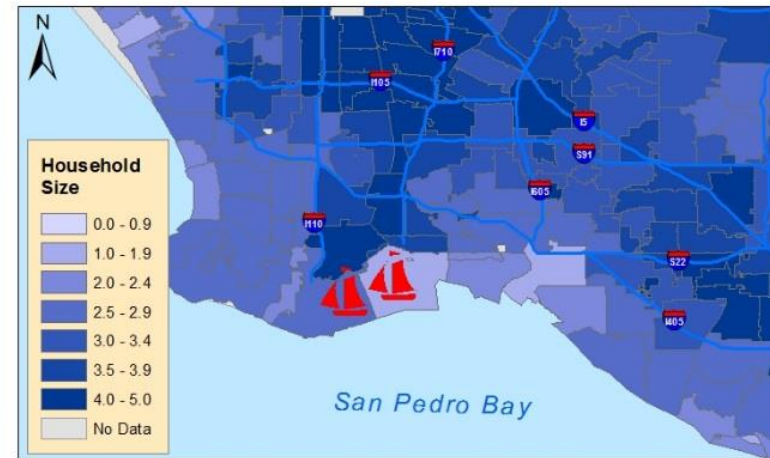 N
I710
I105
I5
S91
I605
I110
S22
I405
Household
Size
0.0 - 0.9
1.0 - 1.9
2.0 - 2.4
2.5 - 2.9
3.0 - 3.4
3.5 - 3.9
4.0 - 5.0
No Data
San Pedro Bay